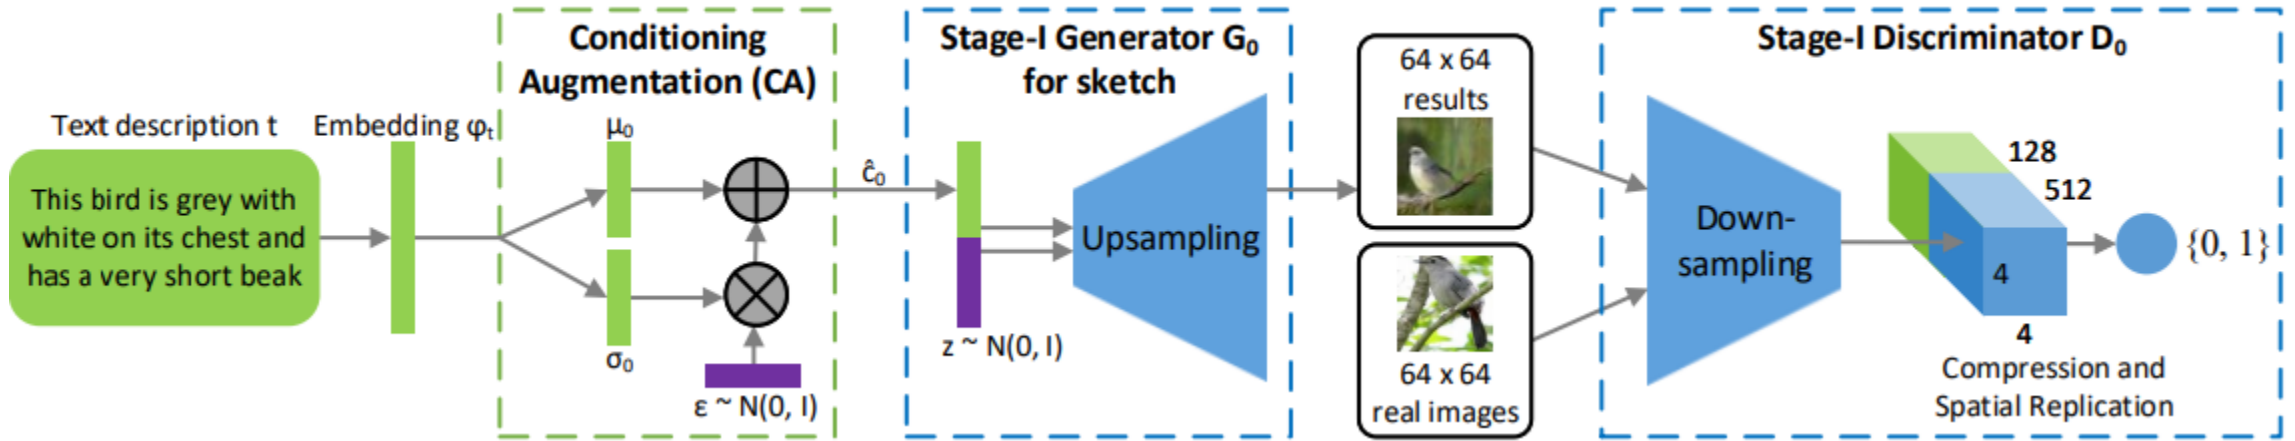 Text description t
This bird is grey with
white on its chest and
has a very short beak
Embedding φₜ
Conditioning
Augmentation (CA)
μ₀
σ₀
ε ~ N(0, I)
ĉ₀
Stage-I Generator G₀
for sketch
z ~ N(0, I)
Upsampling
64 x 64
results
64 x 64
real images
Stage-I Discriminator D₀
Down-
sampling
128
512
4
4
Compression and
Spatial Replication
{0, 1}